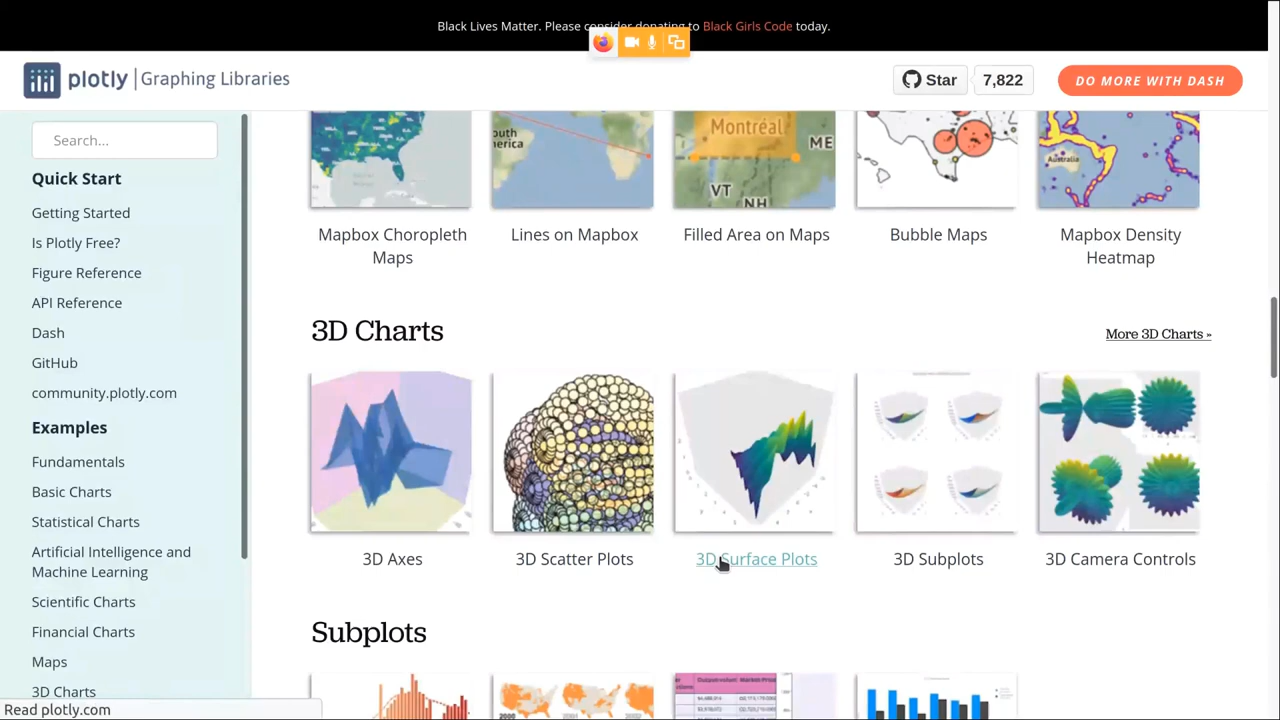 Black Lives Matter. Please consider donating to Black Girls Code today.
plotly | Graphing Libraries
Star
7,822
DO MORE WITH DASH
Search...
Quick Start
Getting Started
Is Plotly Free?
Figure Reference
API Reference
Dash
GitHub
community.plotly.com
Examples
Fundamentals
Basic Charts
Statistical Charts
Artificial Intelligence and
Machine Learning
Scientific Charts
Financial Charts
Maps
3D Charts
Montréal
ME
VT
NH
Australia
Mapbox Choropleth
Maps
Lines on Mapbox
Filled Area on Maps
Bubble Maps
Mapbox Density
Heatmap
3D Charts
More 3D Charts »
3D Axes
3D Scatter Plots
3D Surface Plots
3D Subplots
3D Camera Controls
Subplots
2000